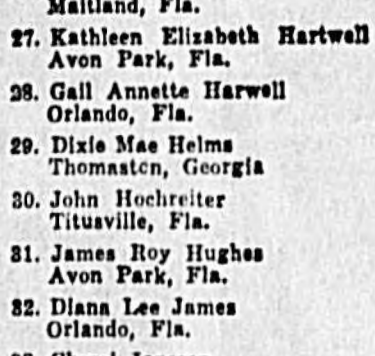 Maitland, Fla.
27. Kathleen Elizabeth Hartwell
Avon Park, Fla.
28. Gail Annette Harwell
Orlando, Fla.
29. Dixie Mae Helms
Thomaston, Georgia
30. John Hochreiter
Titusville, Fla.
31. James Roy Hughes
Avon Park, Fla.
32. Diana Lee James
Orlando, Fla.